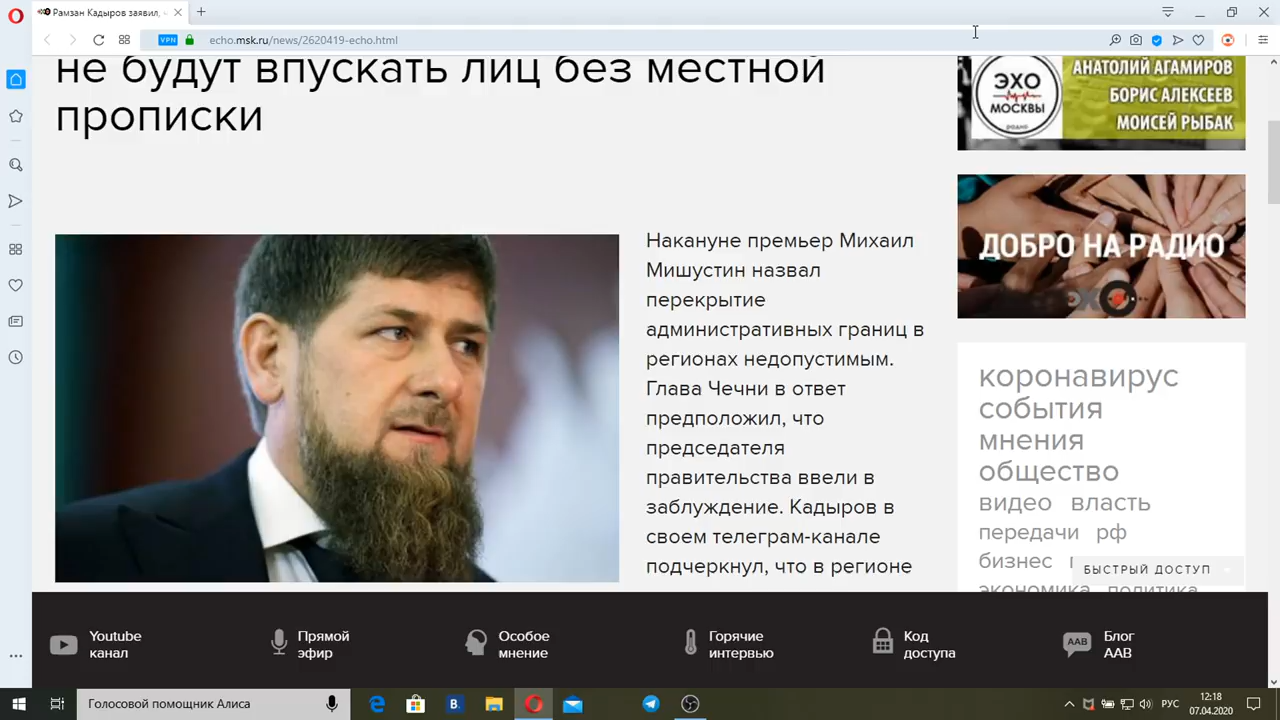 Рамзан Кадыров заявил, ч
VPN
echo.msk.ru/news/2620419-echo.html
не будут впускать лиц без местной
прописки
Накануне премьер Михаил
Мишустин назвал
перекрытие
административных границ в
регионах недопустимым.
Глава Чечни в ответ
предположил, что
председателя
правительства ввели в
заблуждение. Кадыров в
своем телеграм-канале
подчеркнул, что в регионе
ЭХО
МОСКВЫ
РАДИО
АНАТОЛИЙ АГАМИРОВ
БОРИС АЛЕКСЕЕВ
МОИСЕЙ РЫБАК
ДОБРО НА РАДИО
коронавирус
события
мнения
общество
видео власть
передачи рф
бизнес
экономика политика
БЫСТРЫЙ ДОСТУП
Youtube
канал
Прямой
эфир
Особое
мнение
Горячие
интервью
Код
доступа
ААВ
Блог
ААВ
Голосовой помощник Алиса
B.
РУС
12:18
07.04.2020